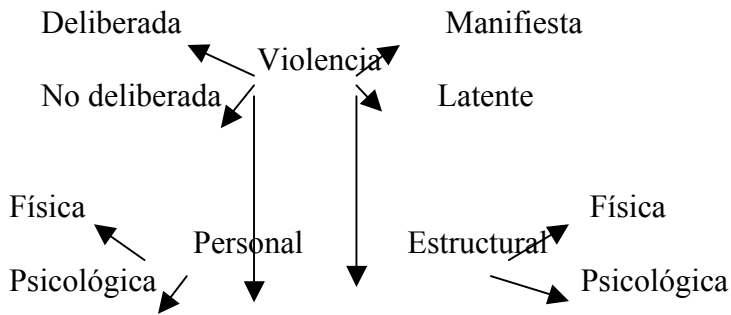 Deliberada Manifiesta
Violencia
No deliberada Latente
Física Física
Personal Estructural
Psicológica Psicológica